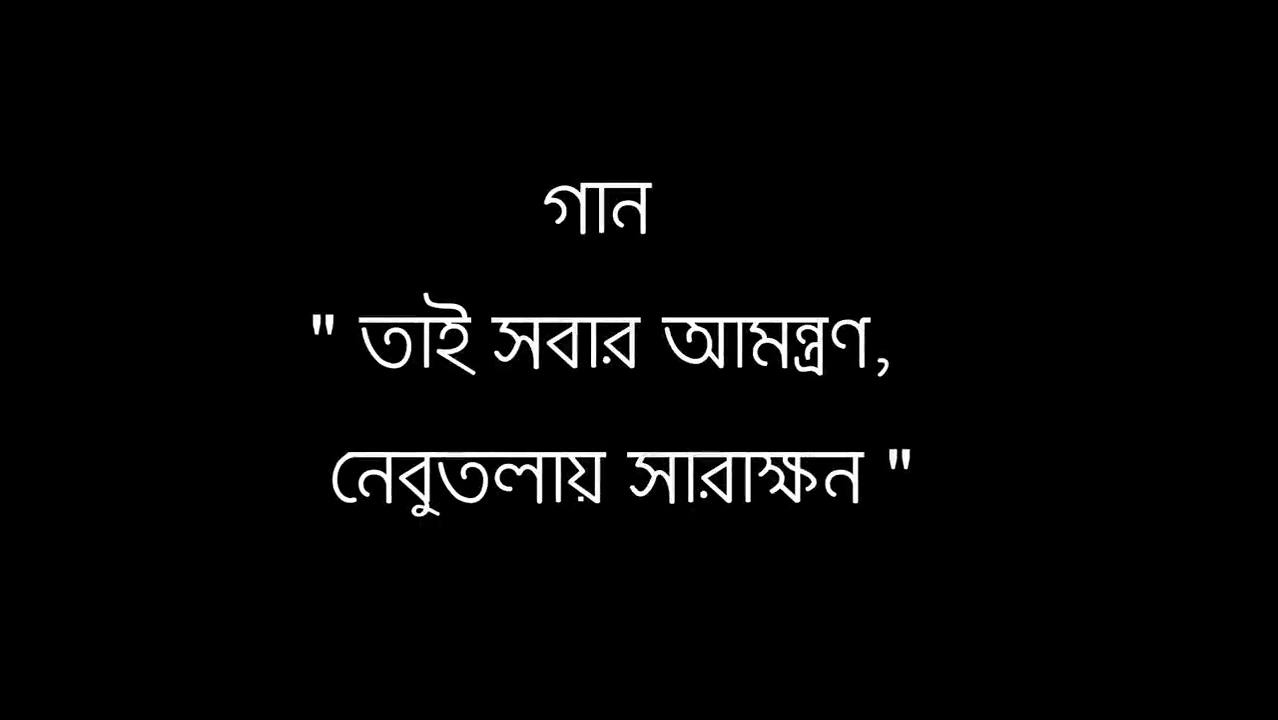 গান
" তাই সবার আমন্ত্রণ,
নেবুতলায় সারাক্ষন "